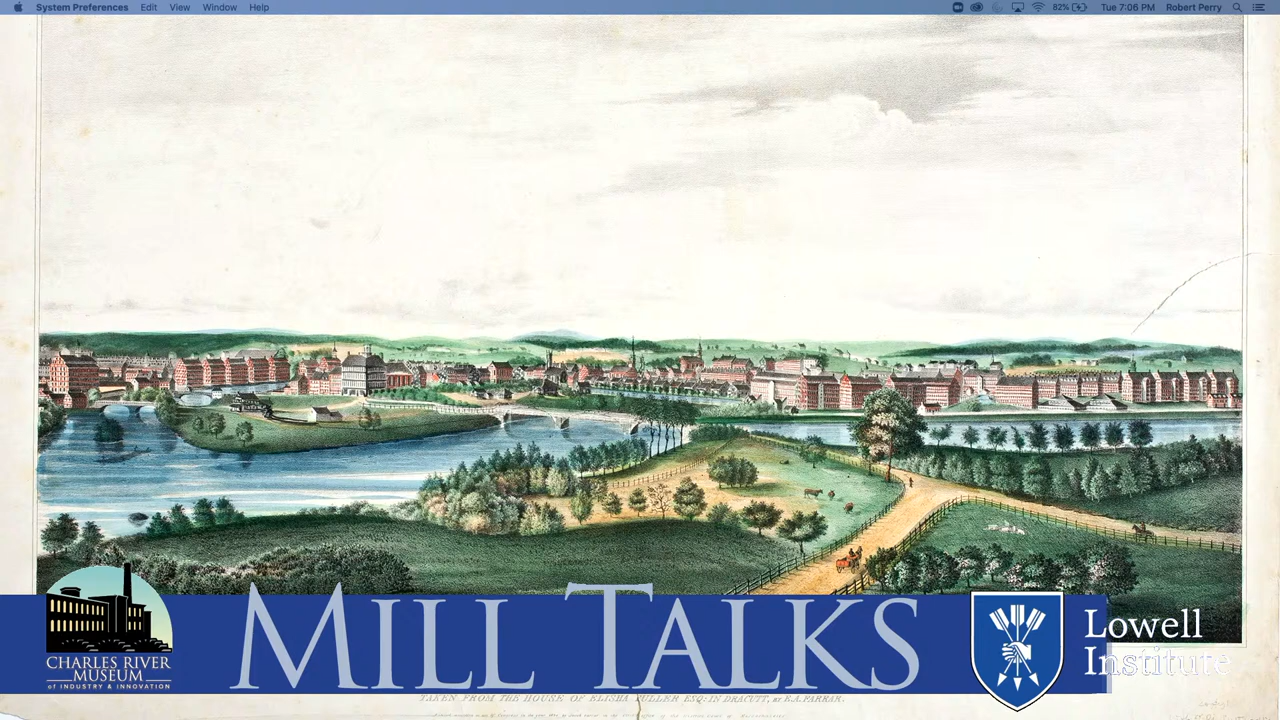 System Preferences Edit View Window Help 82% Tue 7:06 PM Robert Perry
MILL TALKS
CHARLES RIVER
MUSEUM
of INDUSTRY & INNOVATION
Lowell
Institute
TAKEN FROM THE HOUSE OF ELISHA FULLER ESQ: IN DRACUTT, BY E.A. FARRAR.